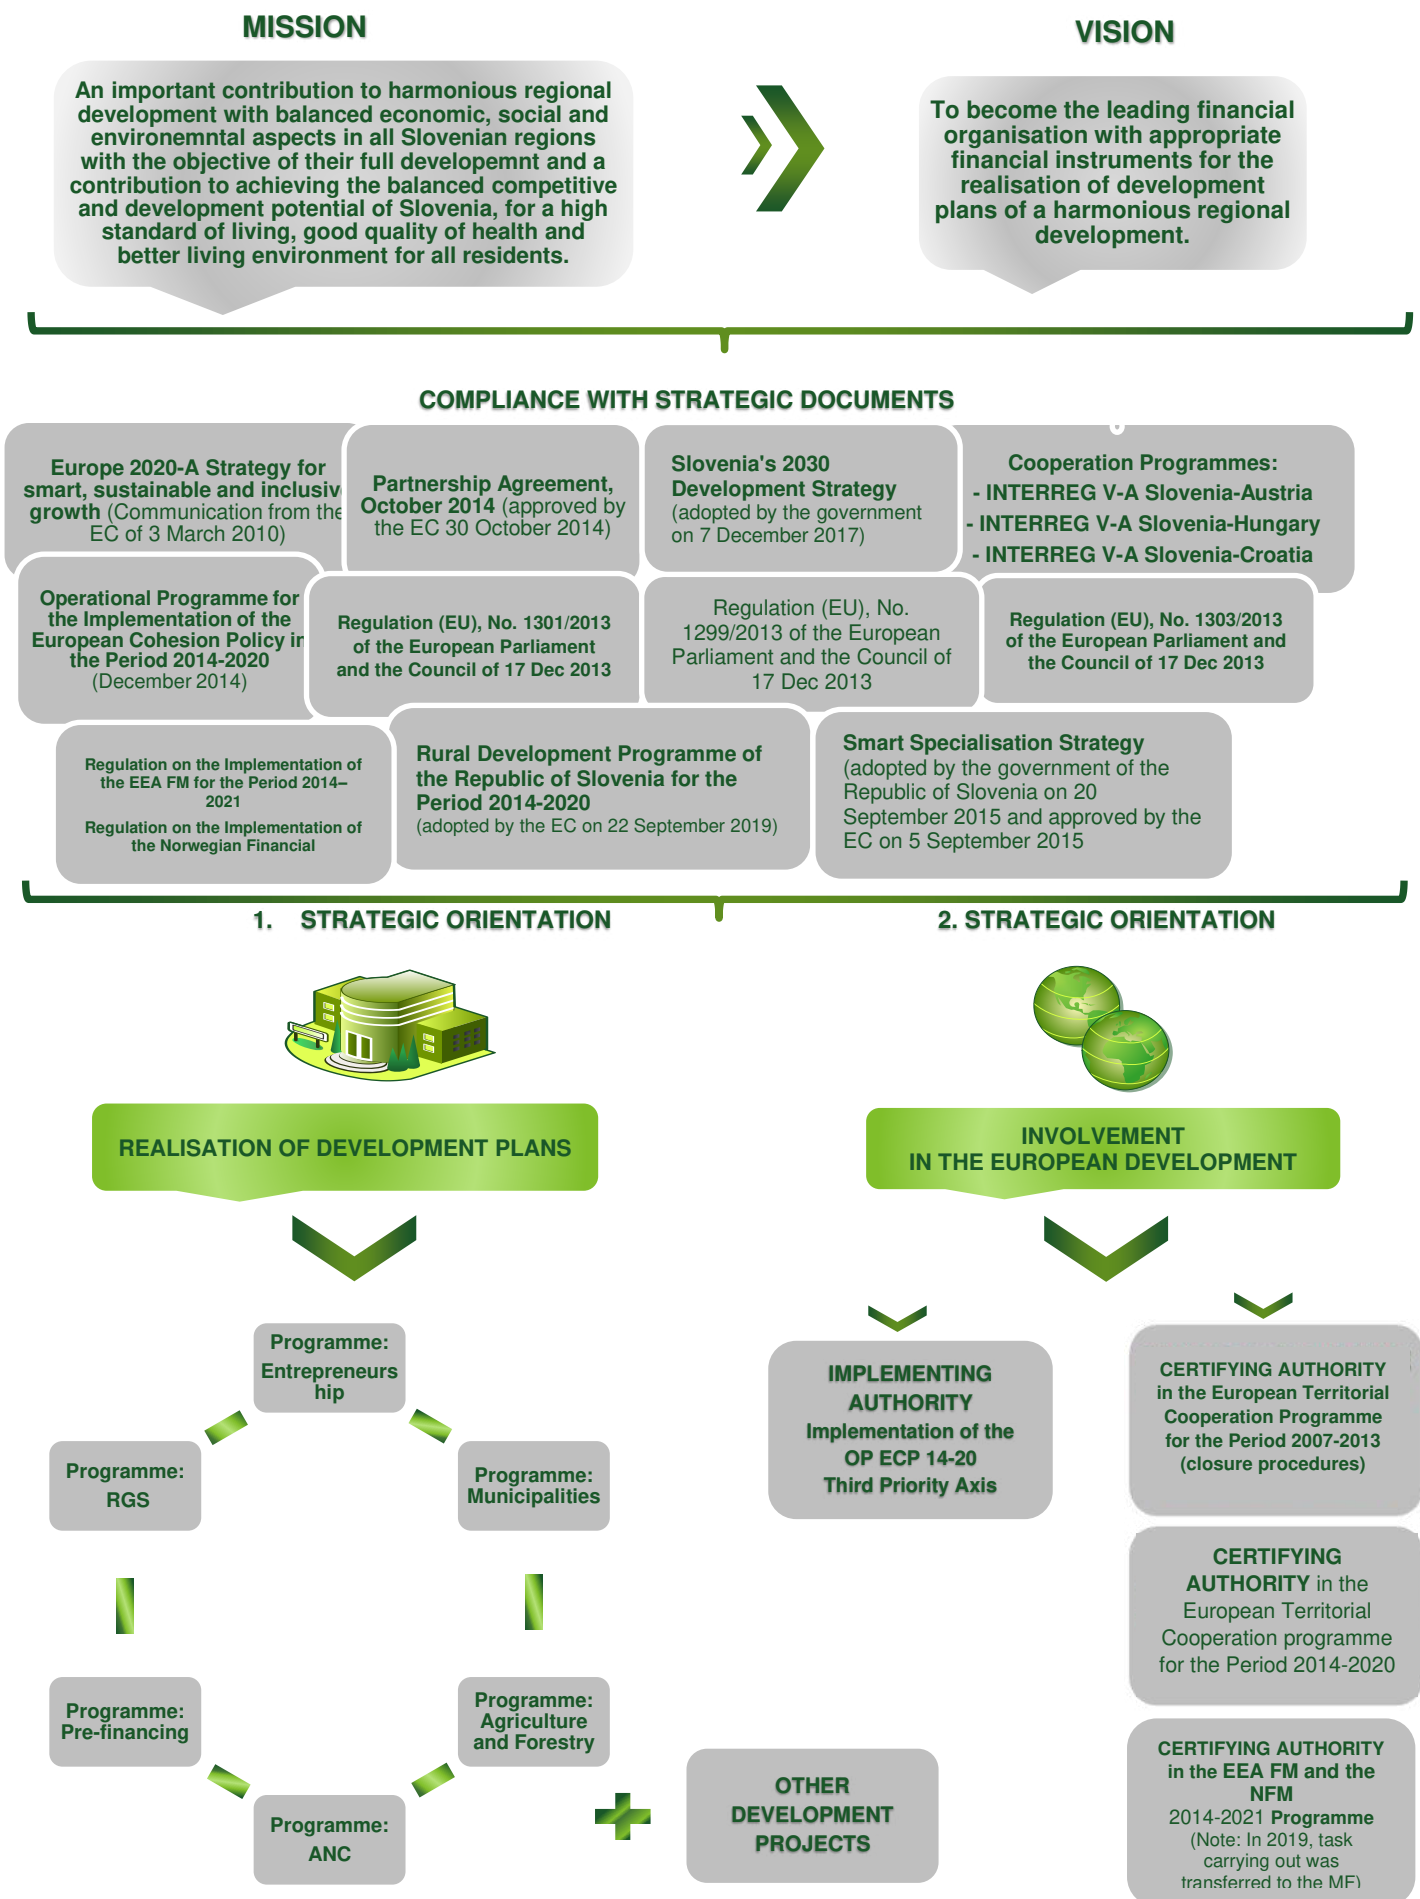 MISSION
An important contribution to harmonious regional
development with balanced economic, social and
environemntal aspects in all Slovenian regions
with the objective of their full developemnt and a
contribution to achieving the balanced competitive
and development potential of Slovenia, for a high
standard of living, good quality of health and
better living environment for all residents.
VISION
To become the leading financial
organisation with appropriate
financial instruments for the
realisation of development
plans of a harmonious regional
development.
COMPLIANCE WITH STRATEGIC DOCUMENTS
Europe 2020-A Strategy for
smart, sustainable and inclusive
growth (Communication from the
EC of 3 March 2010)
Partnership Agreement,
October 2014 (approved by
the EC 30 October 2014)
Slovenia's 2030
Development Strategy
(adopted by the government
on 7 December 2017)
Cooperation Programmes:
- INTERREG V-A Slovenia-Austria
- INTERREG V-A Slovenia-Hungary
- INTERREG V-A Slovenia-Croatia
Operational Programme for
the Implementation of the
European Cohesion Policy in
the Period 2014-2020
(December 2014)
Regulation (EU), No. 1301/2013
of the European Parliament
and the Council of 17 Dec 2013
Regulation (EU), No.
1299/2013 of the European
Parliament and the Council of
17 Dec 2013
Regulation (EU), No. 1303/2013
of the European Parliament and
the Council of 17 Dec 2013
Regulation on the Implementation of
the EEA FM for the Period 2014–
2021
Regulation on the Implementation of
the Norwegian Financial
Rural Development Programme of
the Republic of Slovenia for the
Period 2014-2020
(adopted by the EC on 22 September 2019)
Smart Specialisation Strategy
(adopted by the government of the
Republic of Slovenia on 20
September 2015 and approved by the
EC on 5 September 2015
1. STRATEGIC ORIENTATION
REALISATION OF DEVELOPMENT PLANS
Programme:
Entrepreneurs
hip
Programme:
RGS
Programme:
Municipalities
Programme:
Pre-financing
Programme:
Agriculture
and Forestry
Programme:
ANC
OTHER
DEVELOPMENT
PROJECTS
2. STRATEGIC ORIENTATION
INVOLVEMENT
IN THE EUROPEAN DEVELOPMENT
IMPLEMENTING
AUTHORITY
Implementation of the
OP ECP 14-20
Third Priority Axis
CERTIFYING AUTHORITY
in the European Territorial
Cooperation Programme
for the Period 2007-2013
(closure procedures)
CERTIFYING
AUTHORITY in the
European Territorial
Cooperation programme
for the Period 2014-2020
CERTIFYING AUTHORITY
in the EEA FM and the
NFM
2014-2021 Programme
(Note: In 2019, task
carrying out was
transferred to the MF)